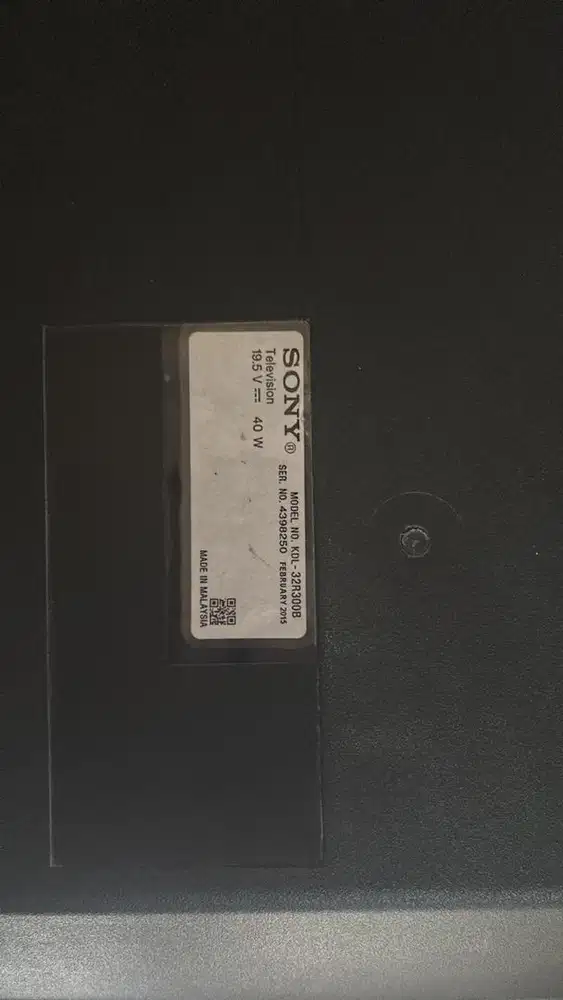 SONY®
MODEL NO. KDL-32R300B
SER. NO. 4398250 FEBRUARY 2015
Television
19.5 V ⎓ 40 W
MADE IN MALAYSIA